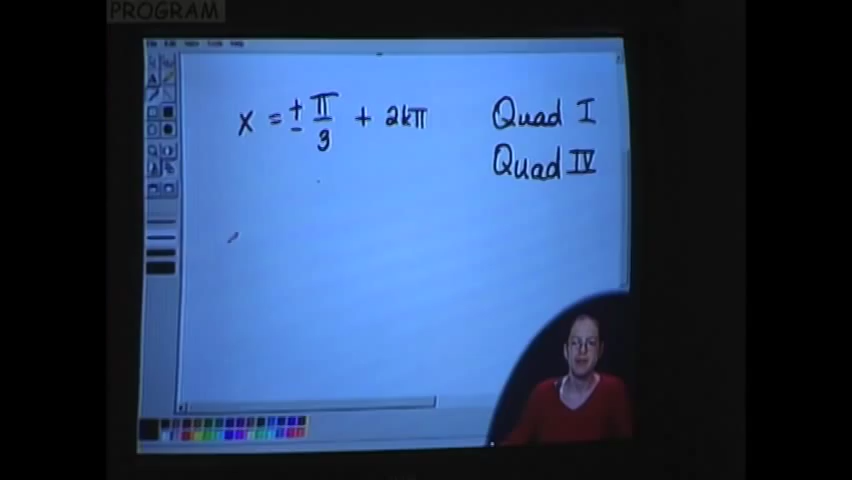 PROGRAM
x = ± π/3 + 2kπ
Quad I
Quad IV